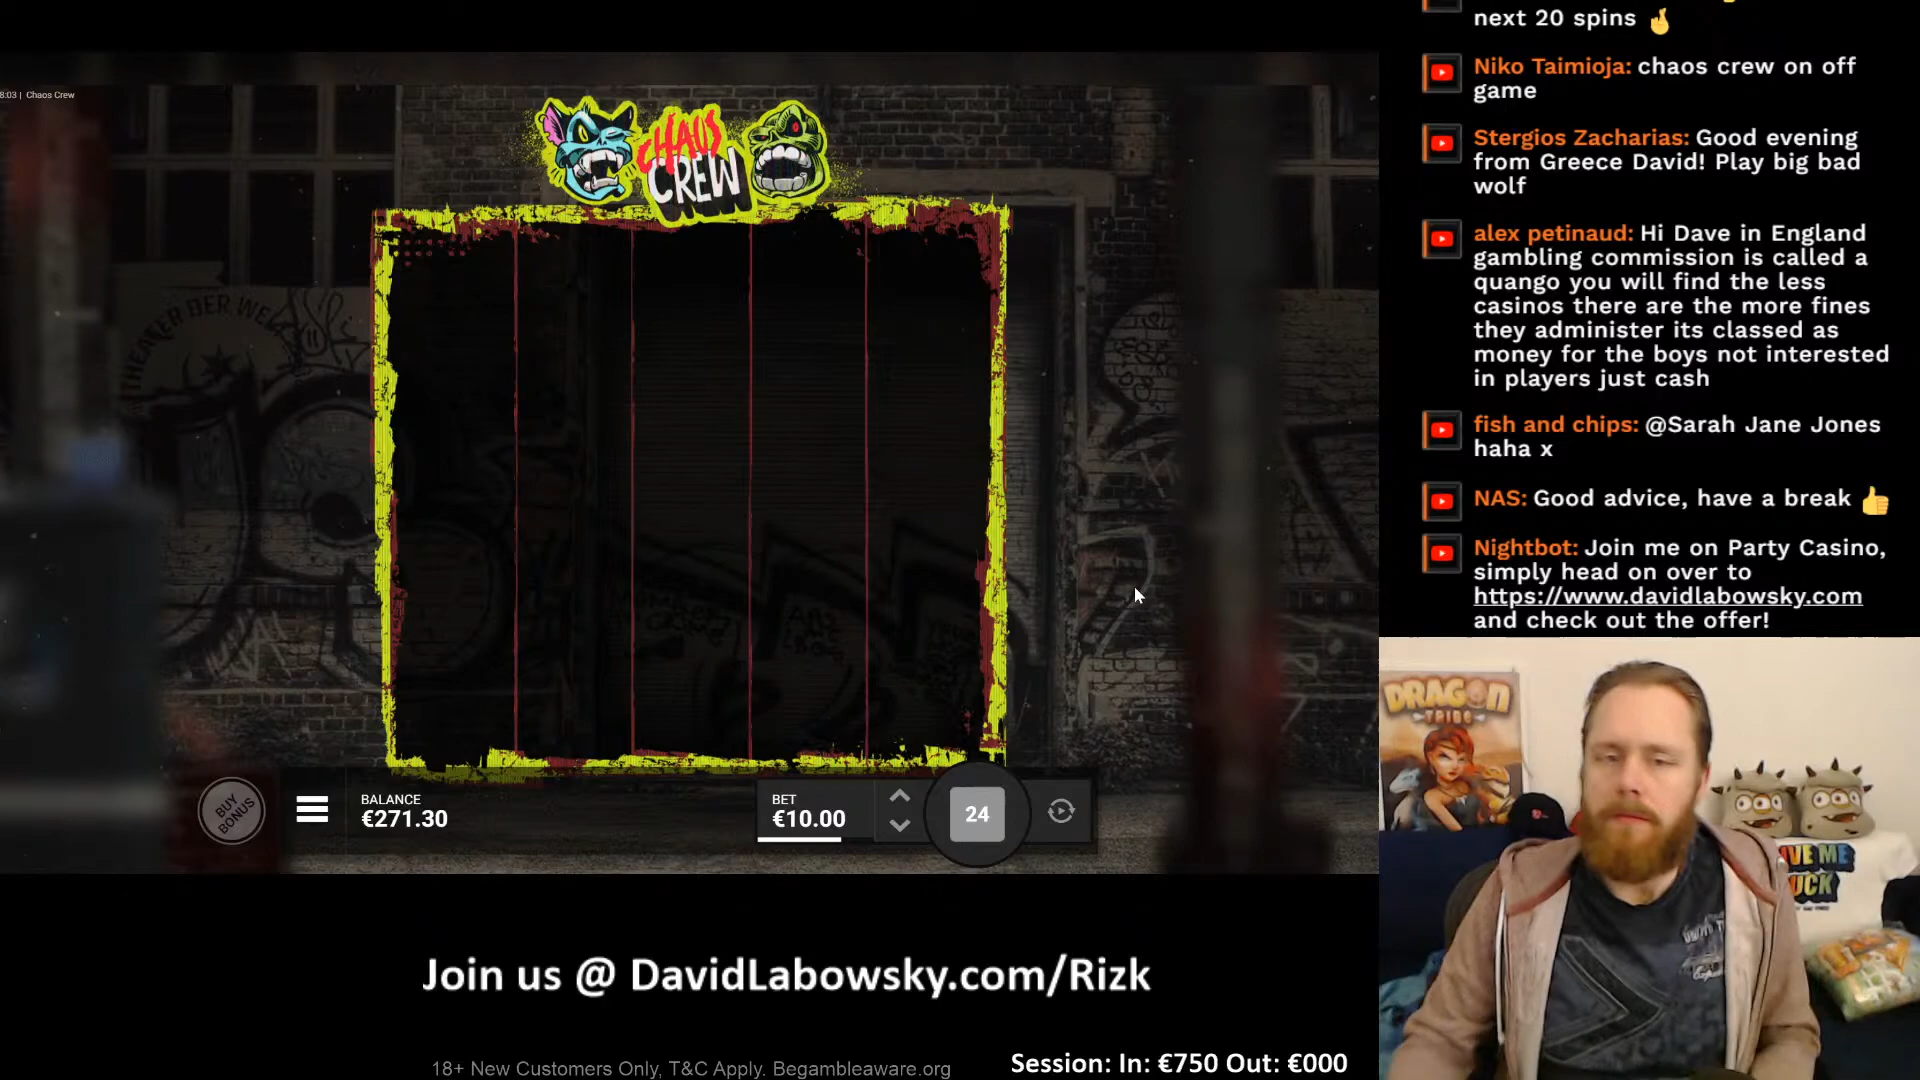 8:03 | Chaos Crew
CHAOS
CREW
BUY
BONUS
BALANCE
€271.30
BET
€10.00
24
Join us @ DavidLabowsky.com/Rizk
18+ New Customers Only, T&C Apply. Begambleaware.org
Session: In: €750 Out: €000
next 20 spins 🤞
Niko Taimioja: chaos crew on off
game
Stergios Zacharias: Good evening
from Greece David! Play big bad
wolf
alex petinaud: Hi Dave in England
gambling commission is called a
quango you will find the less
casinos there are the more fines
they administer its classed as
money for the boys not interested
in players just cash
fish and chips: @Sarah Jane Jones
haha x
NAS: Good advice, have a break 👍
Nightbot: Join me on Party Casino,
simply head on over to
https://www.davidlabowsky.com
and check out the offer!
DRAGON
TRIBE